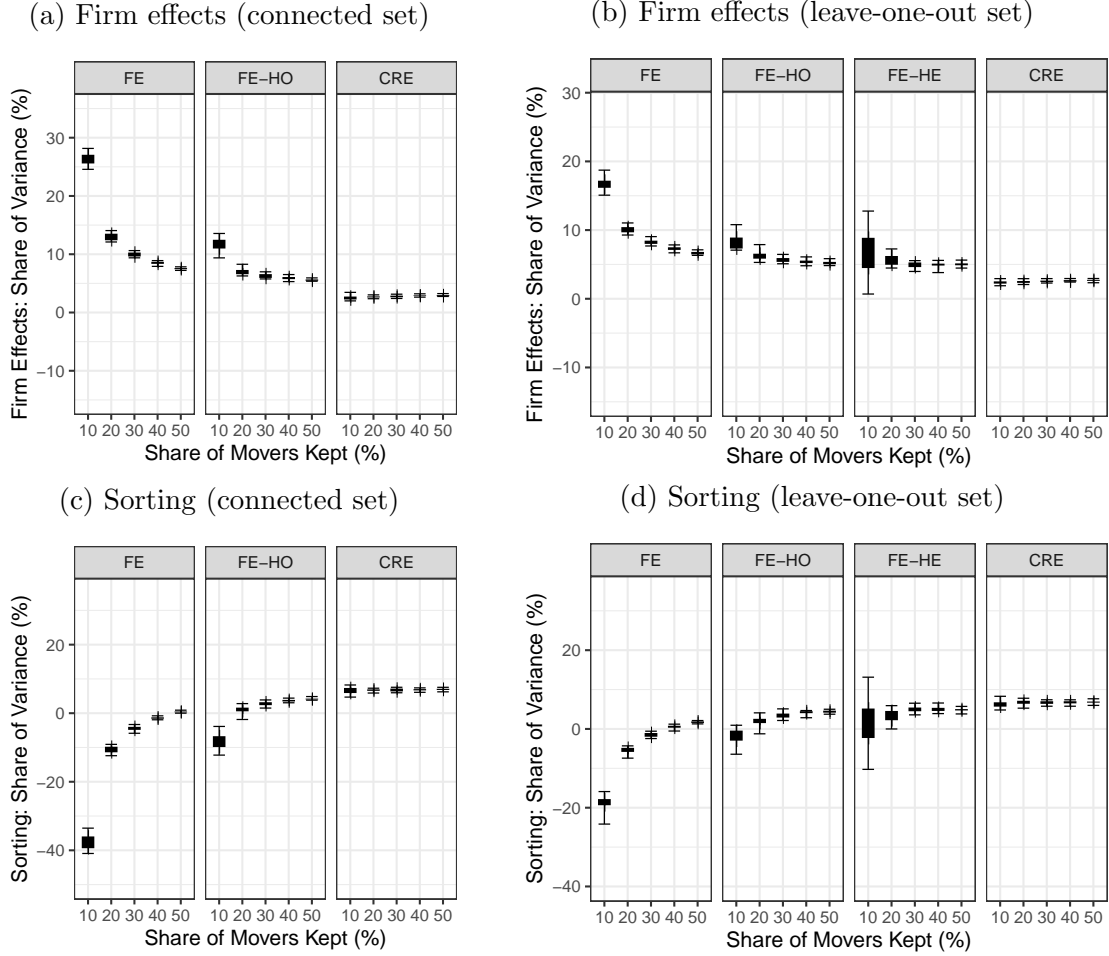 (a) Firm effects (connected set)
FE FE−HO CRE
Firm Effects: Share of Variance (%)
30
20
10
0
−10
10 20 30 40 50 10 20 30 40 50 10 20 30 40 50
Share of Movers Kept (%)
(b) Firm effects (leave-one-out set)
FE FE−HO FE−HE CRE
Firm Effects: Share of Variance (%)
30
20
10
0
−10
10 20 30 40 50 10 20 30 40 50 10 20 30 40 50 10 20 30 40 50
Share of Movers Kept (%)
(c) Sorting (connected set)
FE FE−HO CRE
Sorting: Share of Variance (%)
20
0
−20
−40
10 20 30 40 50 10 20 30 40 50 10 20 30 40 50
Share of Movers Kept (%)
(d) Sorting (leave-one-out set)
FE FE−HO FE−HE CRE
Sorting: Share of Variance (%)
20
0
−20
−40
10 20 30 40 50 10 20 30 40 50 10 20 30 40 50 10 20 30 40 50
Share of Movers Kept (%)